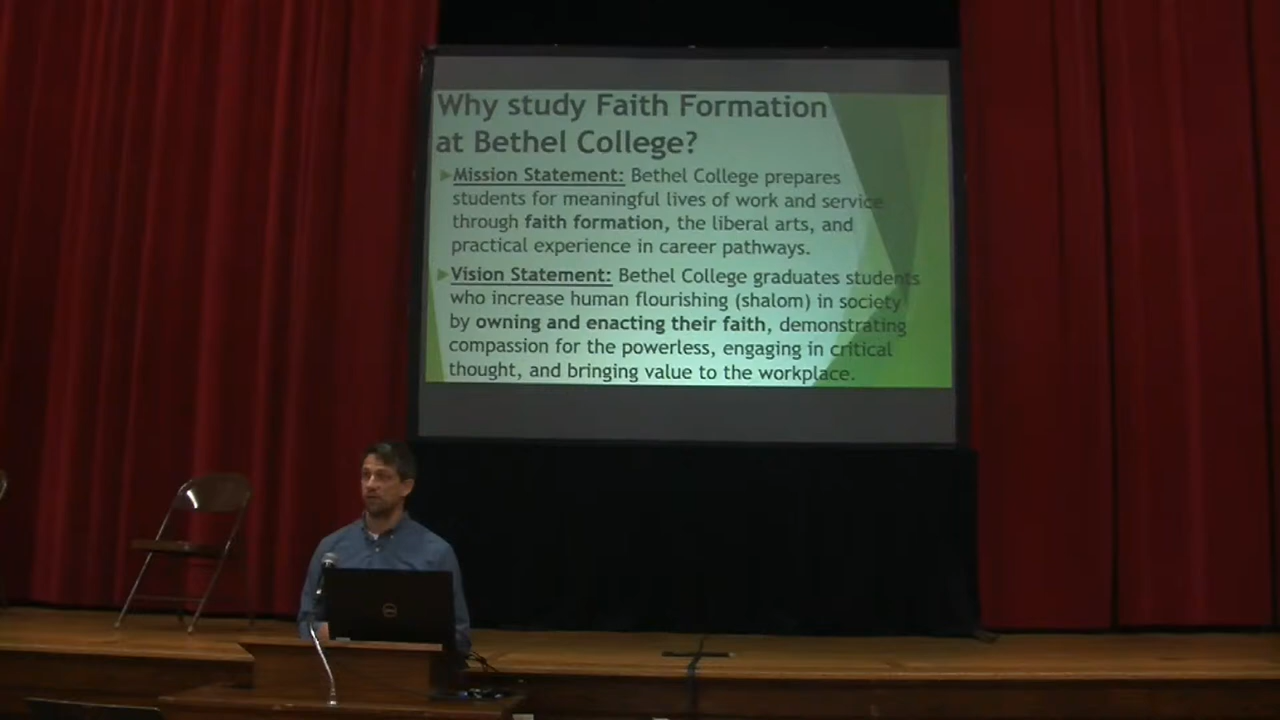 Why study Faith Formation
at Bethel College?
Mission Statement: Bethel College prepares
students for meaningful lives of work and service
through faith formation, the liberal arts, and
practical experience in career pathways.
Vision Statement: Bethel College graduates students
who increase human flourishing (shalom) in society
by owning and enacting their faith, demonstrating
compassion for the powerless, engaging in critical
thought, and bringing value to the workplace.
DELL